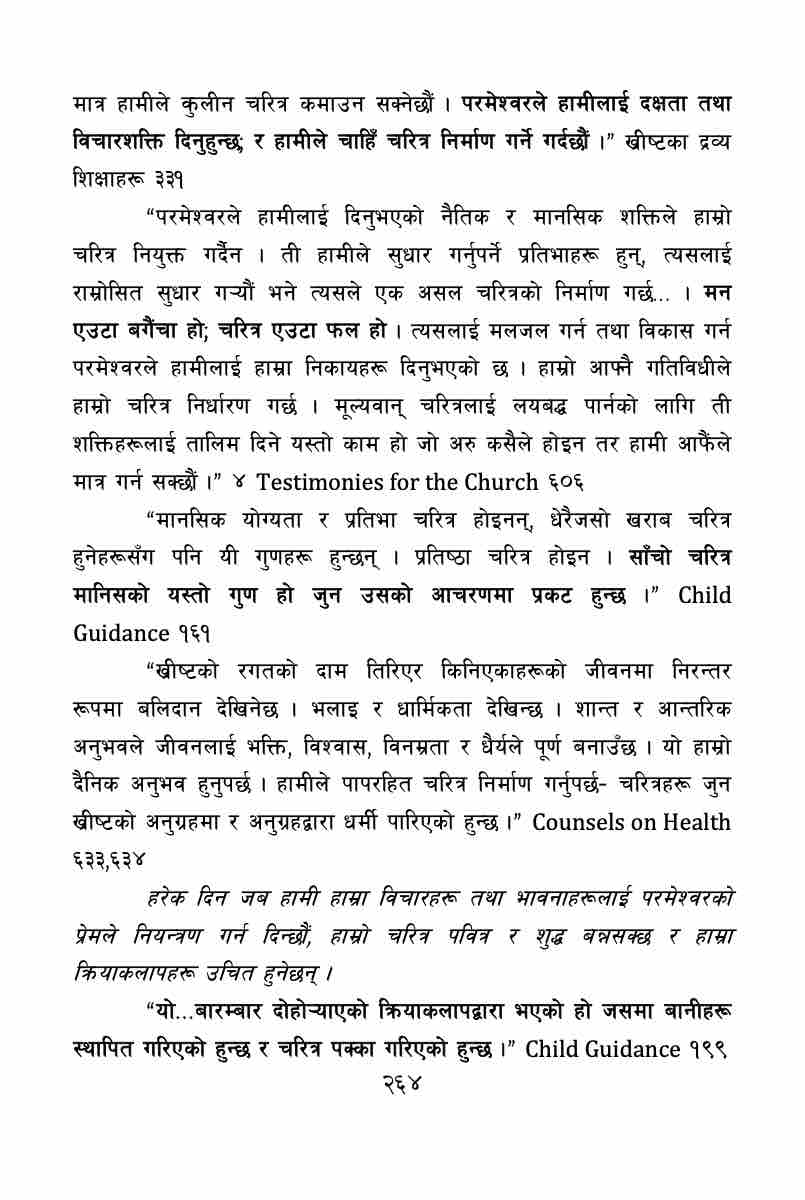 मात्र हामीले कुलीन चरित्र कमाउन सक्नेछौं । परमेश्वरले हामीलाई दक्षता तथा
विचारशक्ति दिनुहुन्छ; र हामीले चाहिँ चरित्र निर्माण गर्ने गर्दछौं ।” ख्रीष्टका द्रव्य
शिक्षाहरू ३३१
“परमेश्वरले हामीलाई दिनुभएको नैतिक र मानसिक शक्तिले हाम्रो
चरित्र नियुक्त गर्दैन । ती हामीले सुधार गर्नुपर्ने प्रतिभाहरू हुन्, त्यसलाई
राम्रोसित सुधार गऱ्यौं भने त्यसले एक असल चरित्रको निर्माण गर्छ... । मन
एउटा बगैंचा हो; चरित्र एउटा फल हो । त्यसलाई मलजल गर्न तथा विकास गर्न
परमेश्वरले हामीलाई हाम्रा निकायहरू दिनुभएको छ । हाम्रो आफ्नै गतिविधीले
हाम्रो चरित्र निर्धारण गर्छ । मूल्यवान् चरित्रलाई लयबद्ध पार्नको लागि ती
शक्तिहरूलाई तालिम दिने यस्तो काम हो जो अरु कसैले होइन तर हामी आफैंले
मात्र गर्न सक्छौं ।” ४ Testimonies for the Church ६०६
“मानसिक योग्यता र प्रतिभा चरित्र होइनन्, धेरैजसो खराब चरित्र
हुनेहरूसँग पनि यी गुणहरू हुन्छन् । प्रतिष्ठा चरित्र होइन । साँचो चरित्र
मानिसको यस्तो गुण हो जुन उसको आचरणमा प्रकट हुन्छ ।” Child
Guidance १६१
“ख्रीष्टको रगतको दाम तिरिएर किनिएकाहरूको जीवनमा निरन्तर
रूपमा बलिदान देखिनेछ । भलाइ र धार्मिकता देखिन्छ । शान्त र आन्तरिक
अनुभवले जीवनलाई भक्ति, विश्वास, विनम्रता र धैर्यले पूर्ण बनाउँछ । यो हाम्रो
दैनिक अनुभव हुनुपर्छ । हामीले पापरहित चरित्र निर्माण गर्नुपर्छ- चरित्रहरू जुन
ख्रीष्टको अनुग्रहमा र अनुग्रहद्वारा धर्मी पारिएको हुन्छ ।” Counsels on Health
६३३,६३४
हरेक दिन जब हामी हाम्रा विचारहरू तथा भावनाहरूलाई परमेश्वरको
प्रेमले नियन्त्रण गर्न दिन्छौं, हाम्रो चरित्र पवित्र र शुद्ध बन्नसक्छ र हाम्रा
क्रियाकलापहरू उचित हुनेछन् ।
“यो...बारम्बार दोहोऱ्याएको क्रियाकलापद्वारा भएको हो जसमा बानीहरू
स्थापित गरिएको हुन्छ र चरित्र पक्का गरिएको हुन्छ ।” Child Guidance १९९
२६४